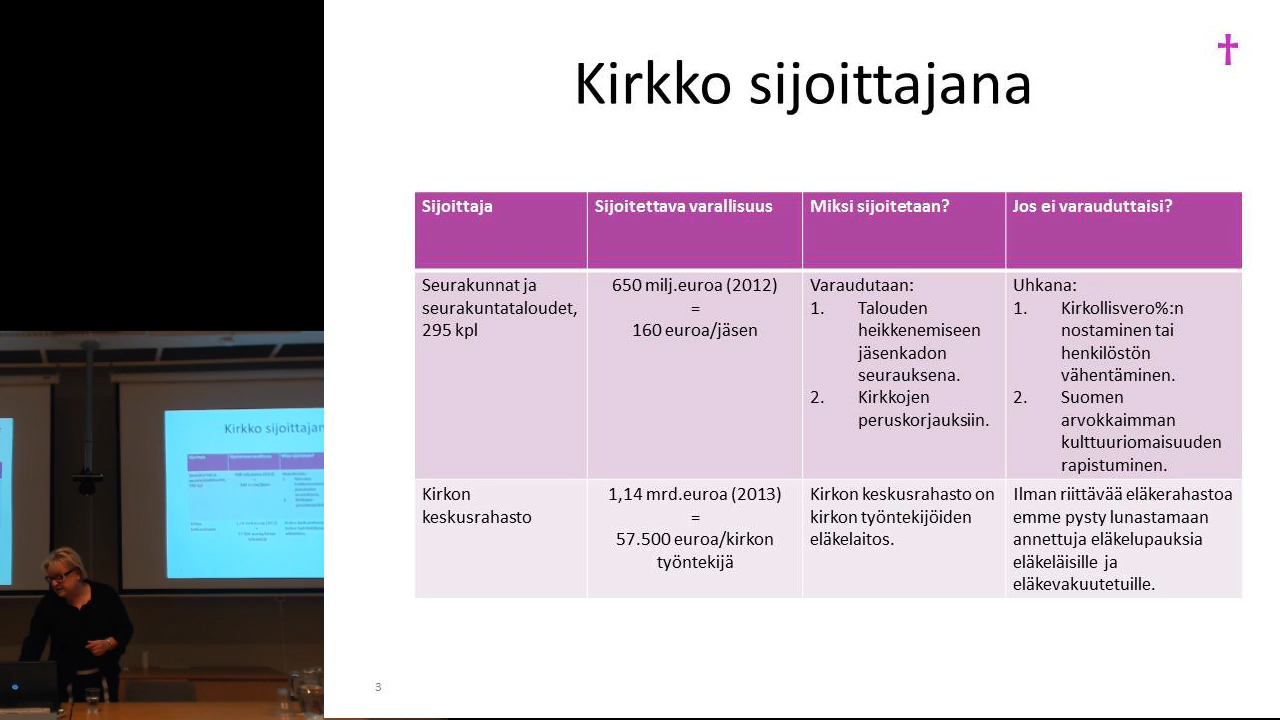 Kirkko sijoittajana
Sijoittaja
Sijoitettava varallisuus
Miksi sijoitetaan?
Jos ei varauduttaisi?
Seurakunnat ja
seurakuntataloudet,
295 kpl
650 milj.euroa (2012)
=
160 euroa/jäsen
Varaudutaan:
1. Talouden
heikkenemiseen
jäsenkadon
seurauksena.
2. Kirkkojen
peruskorjauksiin.
Uhkana:
1. Kirkollisvero%:n
nostaminen tai
henkilöstön
vähentäminen.
2. Suomen
arvokkaimman
kulttuuriomaisuuden
rapistuminen.
Kirkon
keskusrahasto
1,14 mrd.euroa (2013)
=
57.500 euroa/kirkon
työntekijä
Kirkon keskusrahasto on
kirkon työntekijöiden
eläkelaitos.
Ilman riittävää eläkerahastoa
emme pysty lunastamaan
annettuja eläkelupauksia
eläkeläisille ja
eläkevakuutetuille.
3
Kirkko sijoittajan